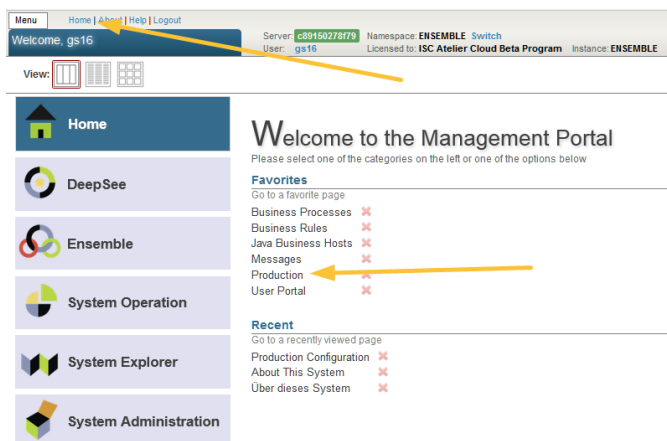 Menu Home | About | Help | Logout
Welcome, gs16
Server: c89150278f79 Namespace: ENSEMBLE Switch
User: gs16 Licensed to: ISC Atelier Cloud Beta Program Instance: ENSEMBLE
View:
Home
DeepSee
Ensemble
System Operation
System Explorer
System Administration
Welcome to the Management Portal
Please select one of the categories on the left or one of the options below
Favorites
Go to a favorite page
Business Processes
Business Rules
Java Business Hosts
Messages
Production
User Portal
Recent
Go to a recently viewed page
Production Configuration
About This System
Über dieses System